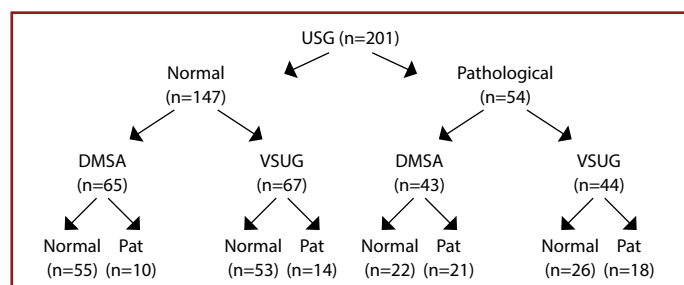 USG (n=201)
Normal Pathological
(n=147) (n=54)
DMSA VSUG DMSA VSUG
(n=65) (n=67) (n=43) (n=44)
Normal Pat Normal Pat Normal Pat Normal Pat
(n=55) (n=10) (n=53) (n=14) (n=22) (n=21) (n=26) (n=18)